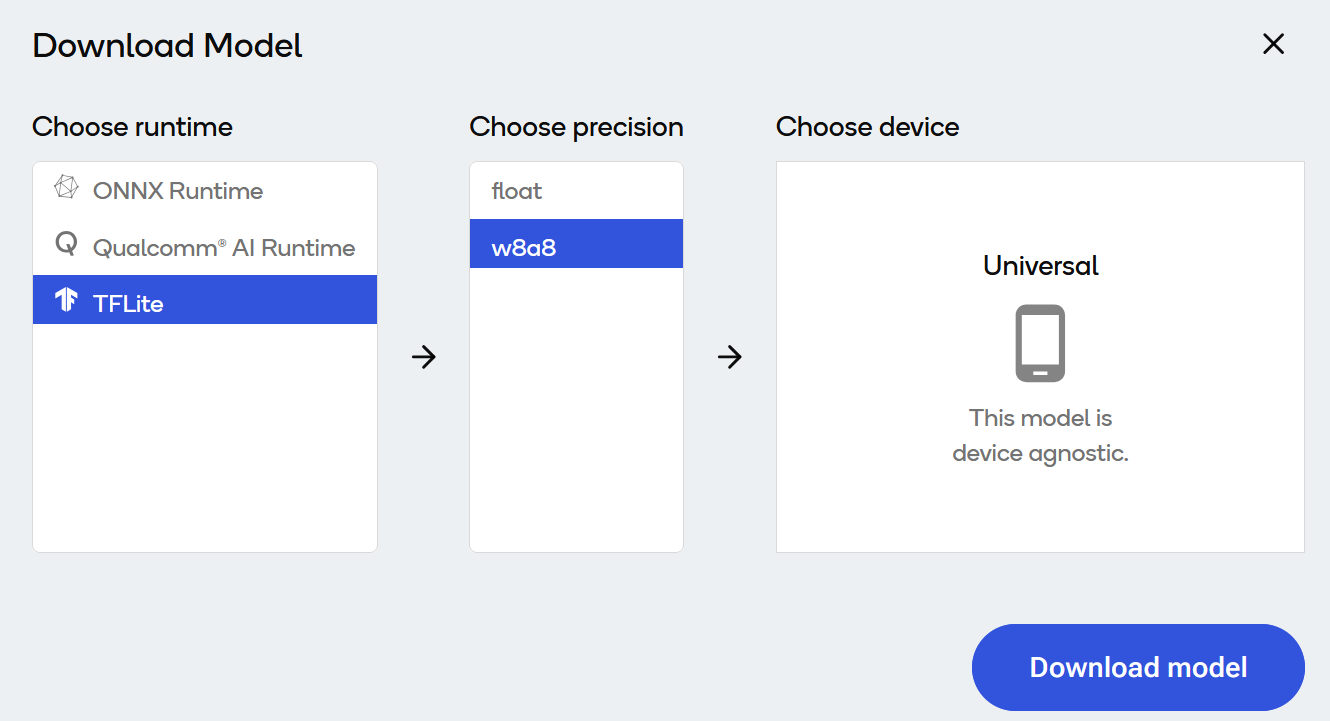 Download Model
Choose runtime
ONNX Runtime
Qualcomm® AI Runtime
TFLite
Choose precision
float
w8a8
Choose device
Universal
This model is
device agnostic.
Download model